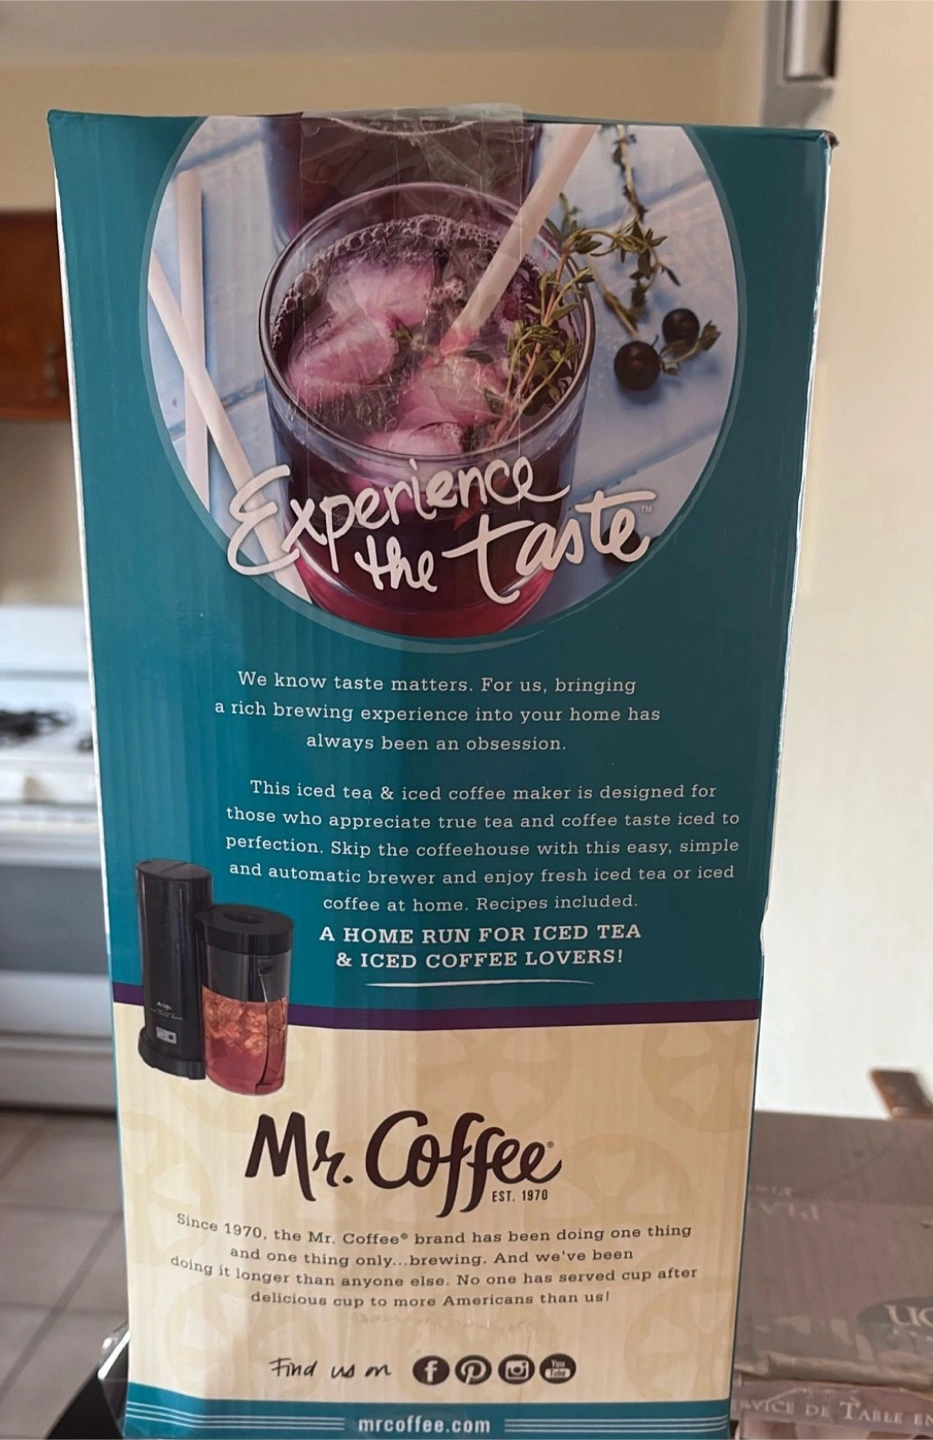 Experience
the taste™
We know taste matters. For us, bringing
a rich brewing experience into your home has
always been an obsession.
This iced tea & iced coffee maker is designed for
those who appreciate true tea and coffee taste iced to
perfection. Skip the coffeehouse with this easy, simple
and automatic brewer and enjoy fresh iced tea or iced
coffee at home. Recipes included.
A HOME RUN FOR ICED TEA
& ICED COFFEE LOVERS!
Mr. Coffee®
EST. 1970
Since 1970, the Mr. Coffee® brand has been doing one thing
and one thing only...brewing. And we've been
doing it longer than anyone else. No one has served cup after
delicious cup to more Americans than us!
Find us on
You Tube
mrcoffee.com
DE TABLE